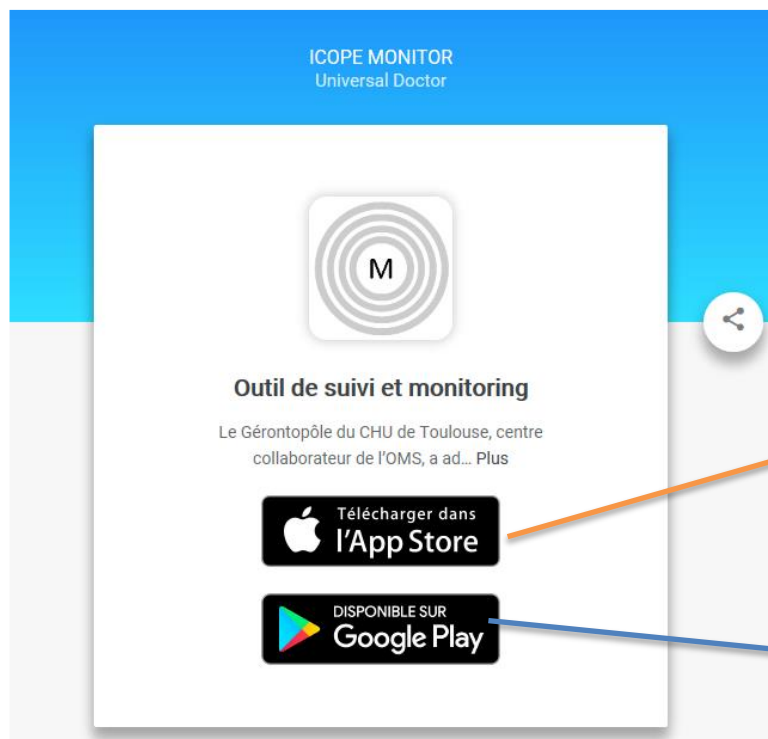 ICOPE MONITOR
Universal Doctor
M
Outil de suivi et monitoring
Le Gérontopôle du CHU de Toulouse, centre
collaborateur de l'OMS, a ad... Plus
Télécharger dans
l'App Store
DISPONIBLE SUR
Google Play